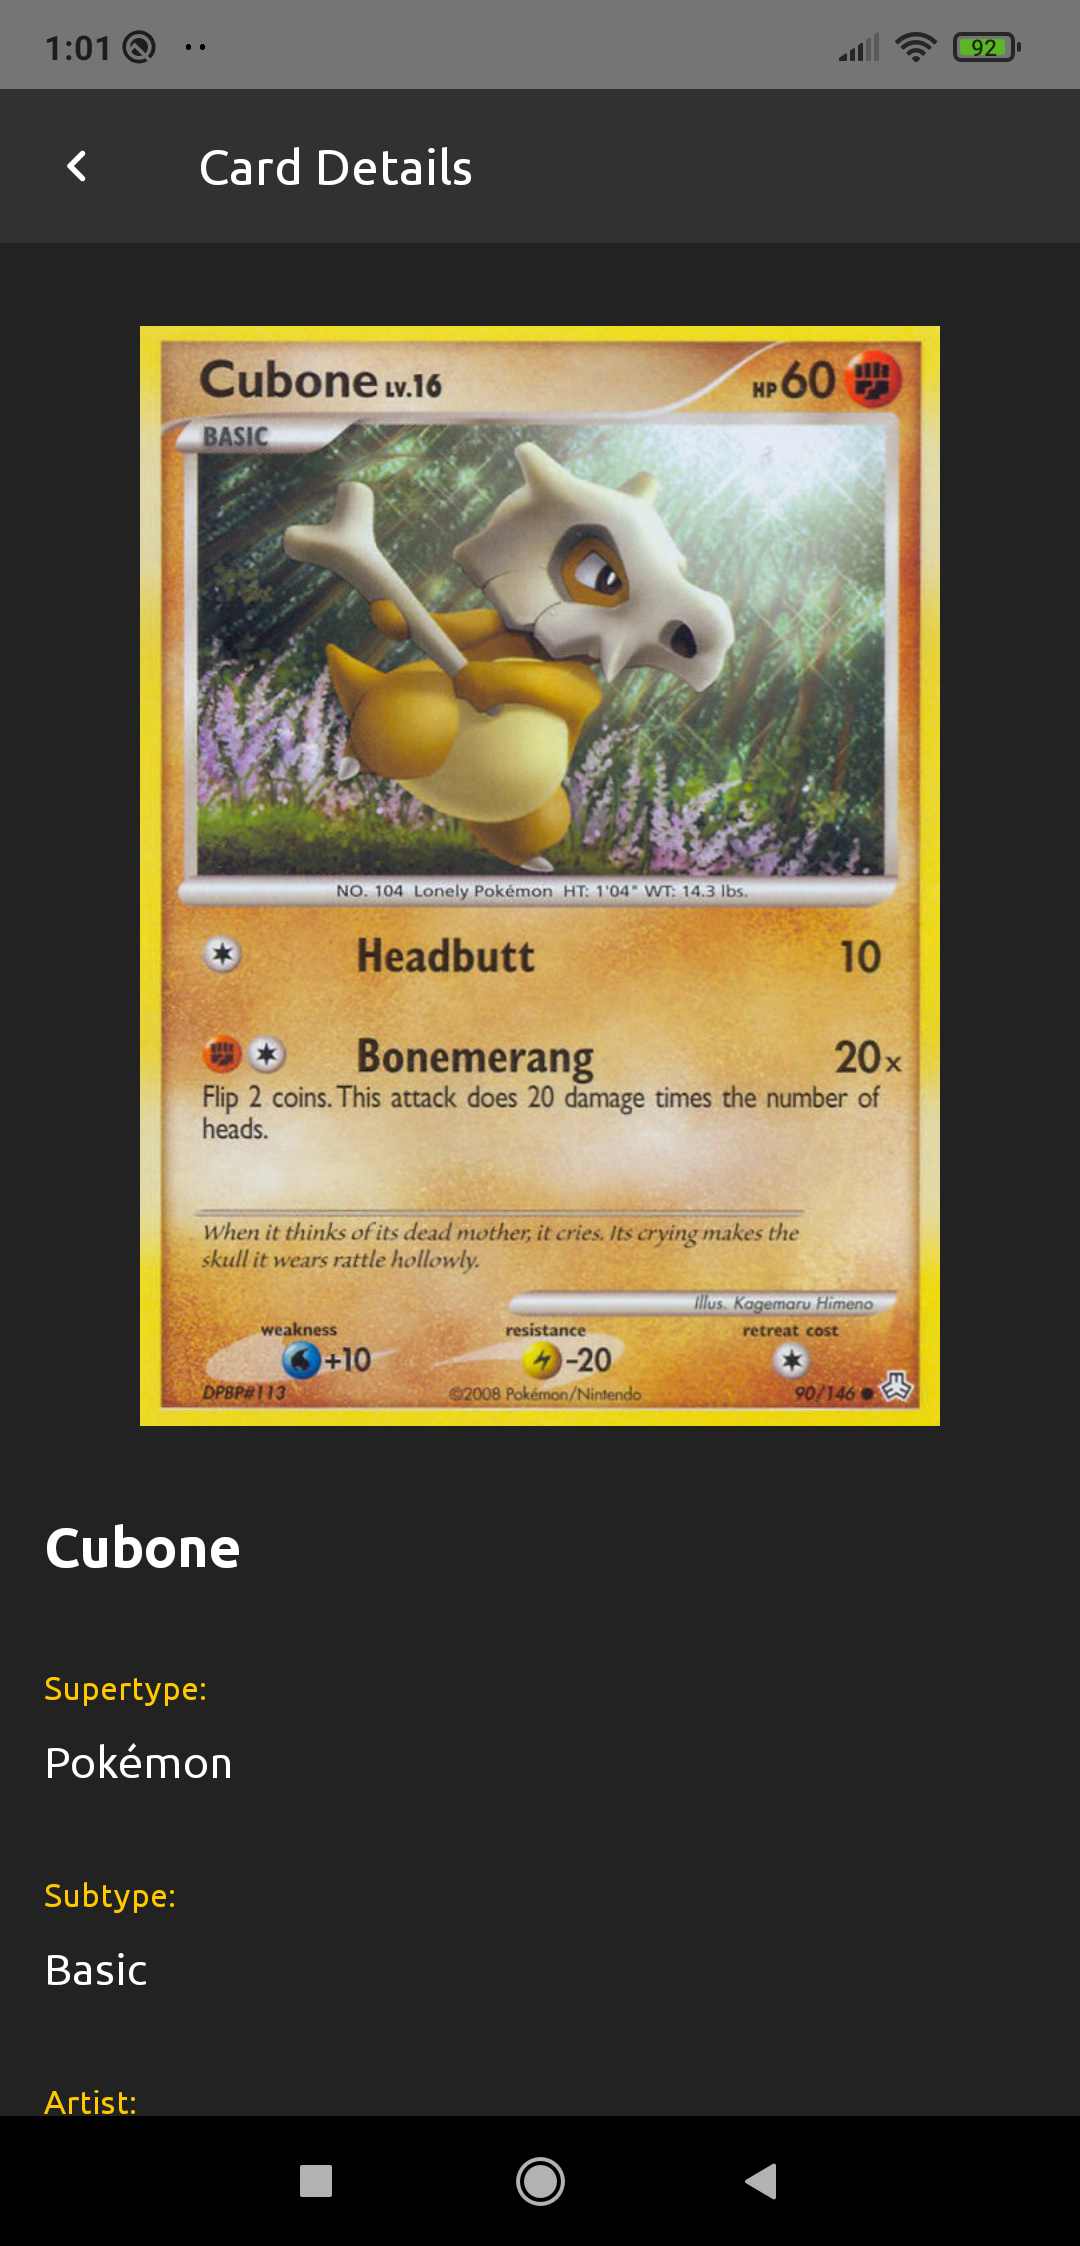 1:01
92
Card Details
Cubone LV.16 HP 60
BASIC
NO. 104 Lonely Pokémon HT: 1'04" WT: 14.3 lbs.
Headbutt 10
Bonemerang 20x
Flip 2 coins. This attack does 20 damage times the number of
heads.
When it thinks of its dead mother, it cries. Its crying makes the
skull it wears rattle hollowly.
Illus. Kagemaru Himeno
weakness resistance retreat cost
+10 -20
DPBP#113 ©2008 Pokémon/Nintendo 90/146
Cubone
Supertype:
Pokémon
Subtype:
Basic
Artist: